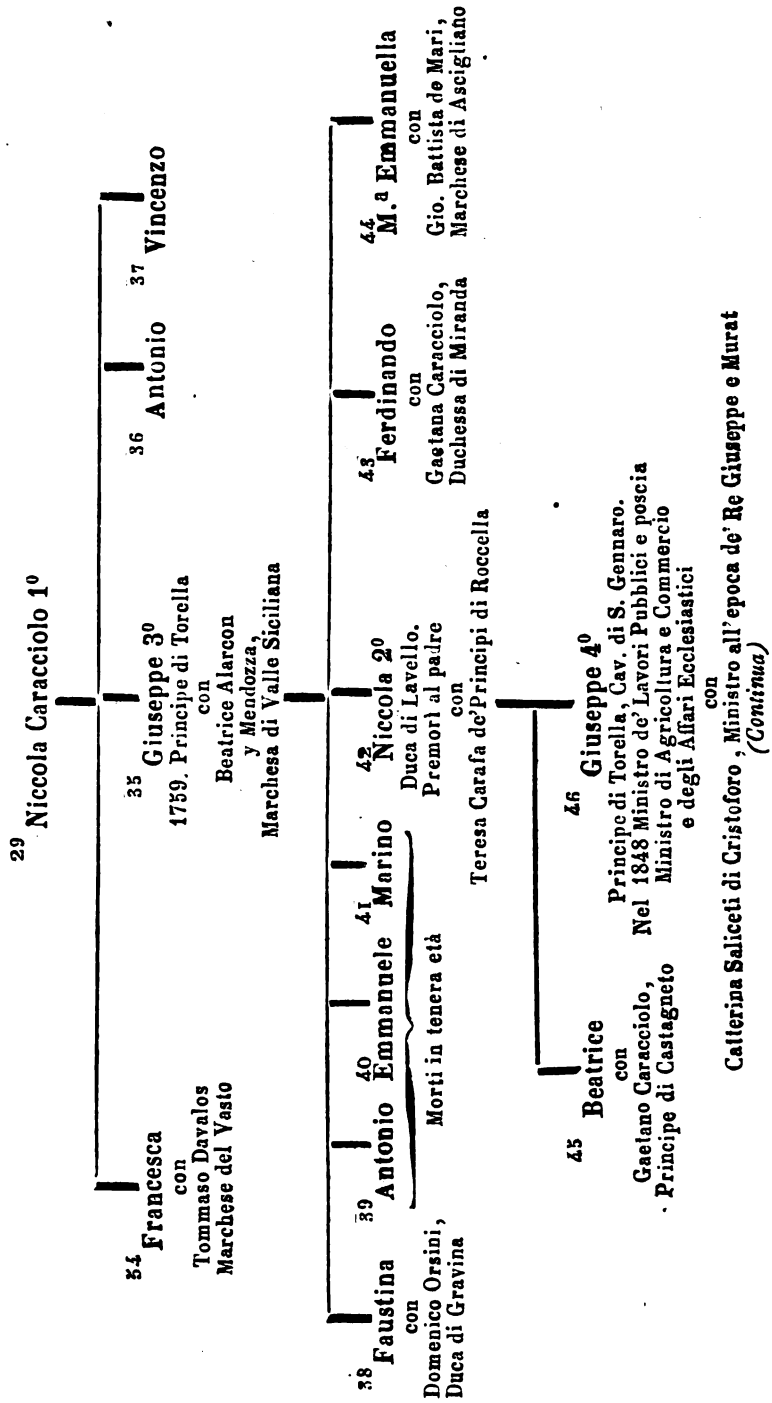 29
Niccola Caracciolo 1º
34
Francesca
con
Tommaso Davalos
Marchese del Vasto
35
Giuseppe 3º
1759. Principe di Torella
con
Beatrice Alarcon
y Mendozza,
Marchesa di Valle Siciliana
36
Antonio
37
Vincenzo
38
Faustina
con
Domenico Orsini,
Duca di Gravina
39
Antonio
40
Emmanuele
41
Marino
Morti in tenera età
42
Niccola 2º
Duca di Lavello.
Premorì al padre
con
Teresa Carafa de' Principi di Roccella
43
Ferdinando
con
Gaetana Caracciolo,
Duchessa di Miranda
44
M.ª Emmanuella
con
Gio. Battista de Mari,
Marchese di Ascigliano
45
Beatrice
con
Gaetano Caracciolo,
Principe di Castagneto
46
Giuseppe 4º
Principe di Torella, Cav. di S. Gennaro.
Nel 1848 Ministro de' Lavori Pubblici e poscia
Ministro di Agricoltura e Commercio
e degli Affari Ecclesiastici
con
Catterina Saliceti di Cristoforo, Ministro all'epoca de' Re Giuseppe e Murat
(Continua)